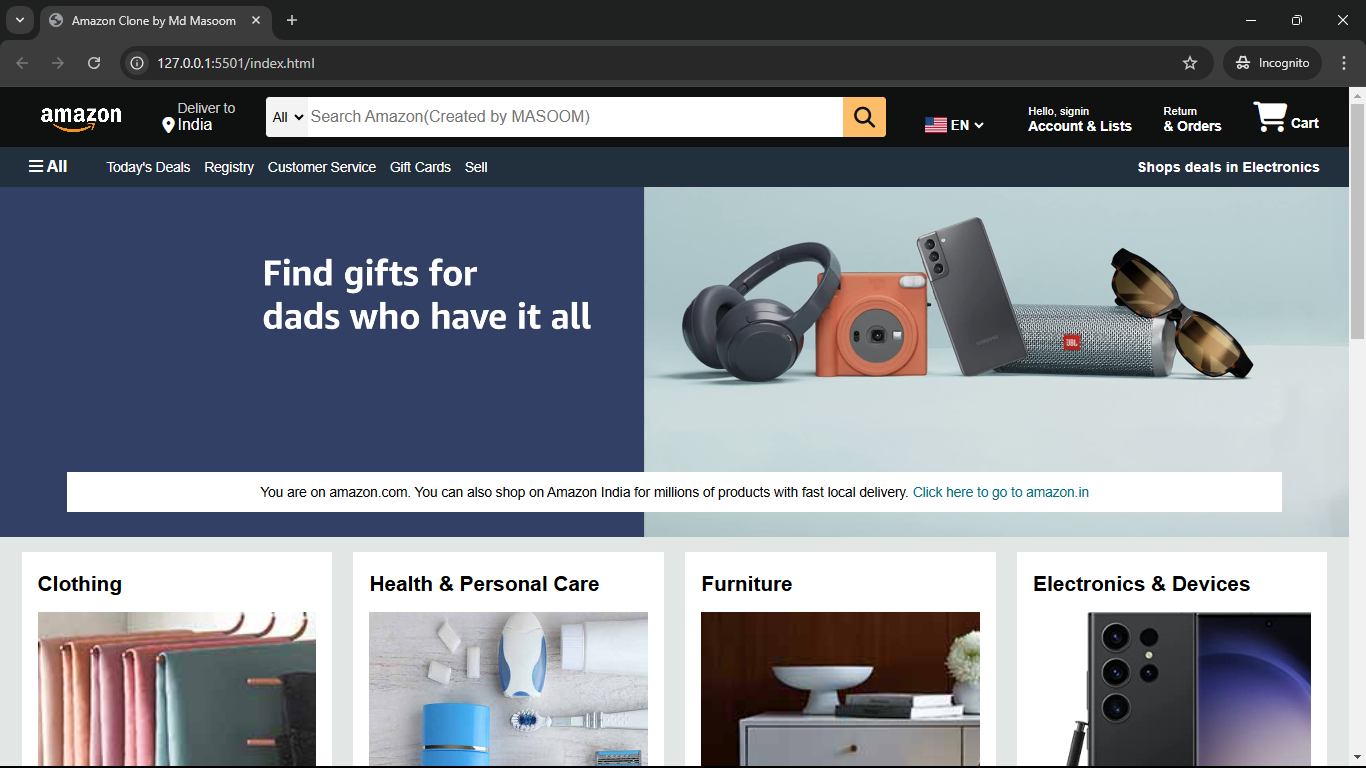 Amazon Clone by Md Masoom
127.0.0.1:5501/index.html
Incognito
amazon
Deliver to
India
All
Search Amazon(Created by MASOOM)
EN
Hello, signin
Account & Lists
Return
& Orders
Cart
All
Today's Deals
Registry
Customer Service
Gift Cards
Sell
Shops deals in Electronics
Find gifts for
dads who have it all
JBL
You are on amazon.com. You can also shop on Amazon India for millions of products with fast local delivery. Click here to go to amazon.in
Clothing
Health & Personal Care
Furniture
Electronics & Devices